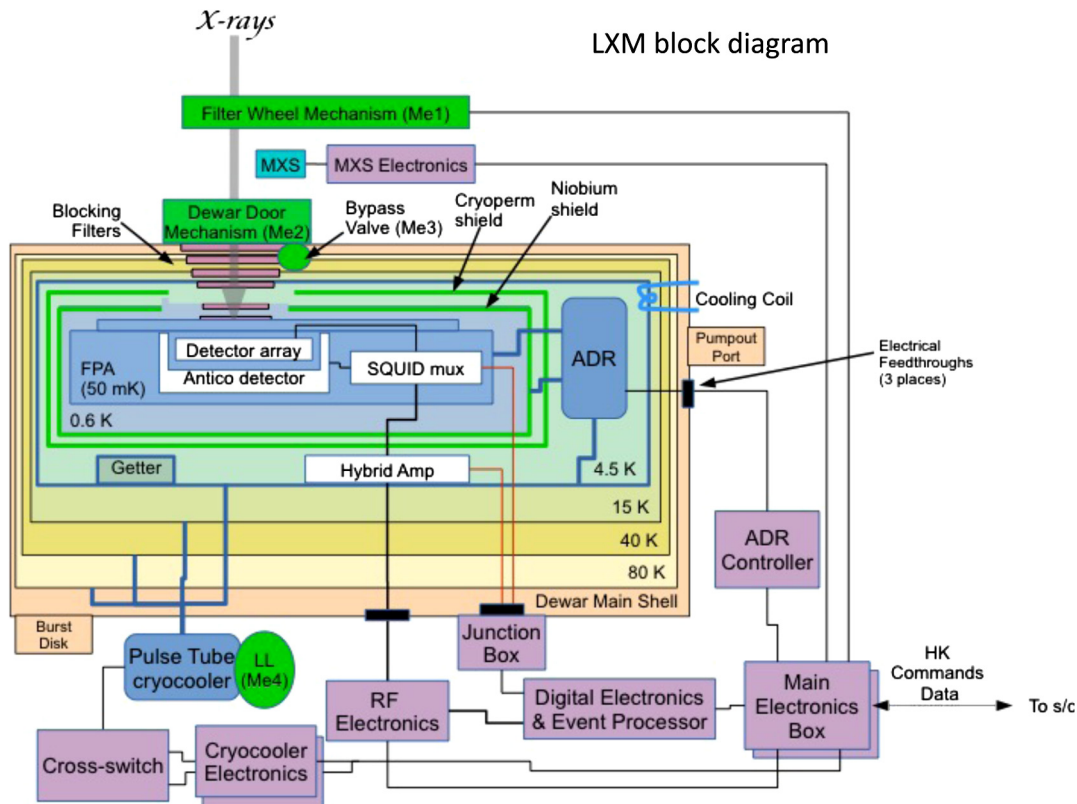 X-rays
LXM block diagram
Filter Wheel Mechanism (Me1)
MXS
MXS Electronics
Blocking
Filters
Dewar Door
Mechanism (Me2)
Bypass
Valve (Me3)
Cryoperm
shield
Niobium
shield
Cooling Coil
Pumpout
Port
Electrical
Feedthroughs
(3 places)
FPA
(50 mK)
Detector array
Antico detector
SQUID mux
ADR
0.6 K
Getter
Hybrid Amp
4.5 K
15 K
40 K
80 K
Dewar Main Shell
ADR
Controller
Burst
Disk
Pulse Tube
cryocooler
LL
(Me4)
Junction
Box
RF
Electronics
Digital Electronics
& Event Processor
Main
Electronics
Box
HK
Commands
Data
To s/c
Cross-switch
Cryocooler
Electronics